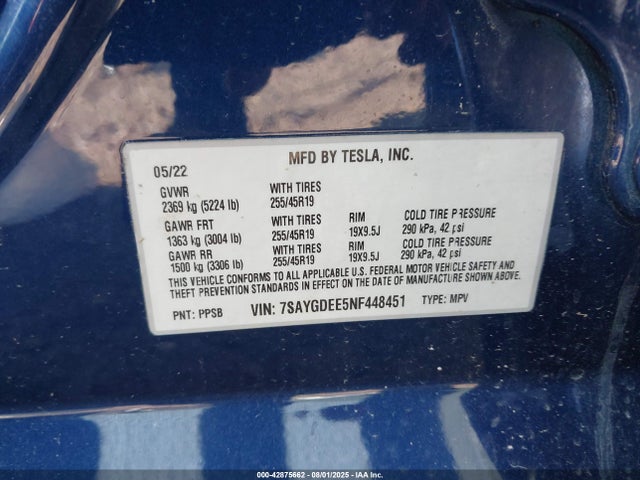 05/22 MFD BY TESLA, INC.
GVWR WITH TIRES
2369 kg (5224 lb) 255/45R19
GAWR FRT WITH TIRES RIM COLD TIRE PRESSURE
1363 kg (3004 lb) 255/45R19 19X9.5J 290 kPa, 42 psi
GAWR RR WITH TIRES RIM COLD TIRE PRESSURE
1500 kg (3306 lb) 255/45R19 19X9.5J 290 kPa, 42 psi
THIS VEHICLE CONFORMS TO ALL APPLICABLE U.S. FEDERAL MOTOR VEHICLE SAFETY AND
THEFT PREVENTION STANDARDS IN EFFECT ON THE DATE OF MANUFACTURE SHOWN ABOVE.
PNT: PPSB VIN: 7SAYGDEE5NF448451 TYPE: MPV
000-42875662 - 08/01/2025 - IAA Inc.